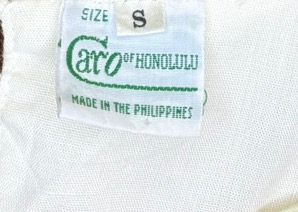 SIZE S
Caro OF HONOLULU
MADE IN THE PHILIPPINES